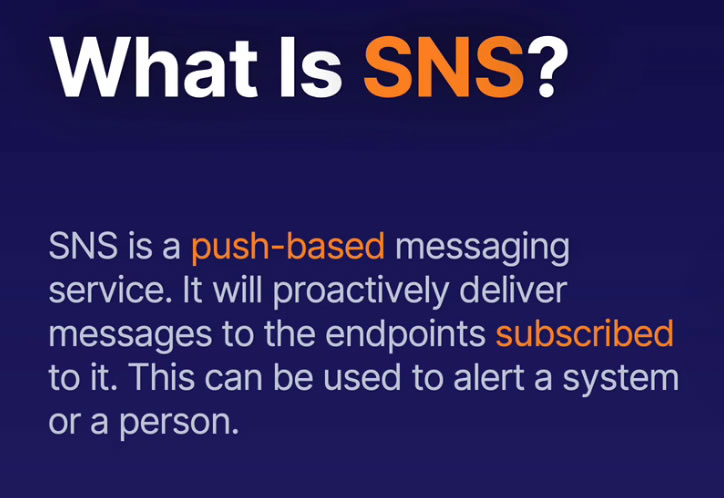 What Is SNS?
SNS is a push-based messaging
service. It will proactively deliver
messages to the endpoints subscribed
to it. This can be used to alert a system
or a person.